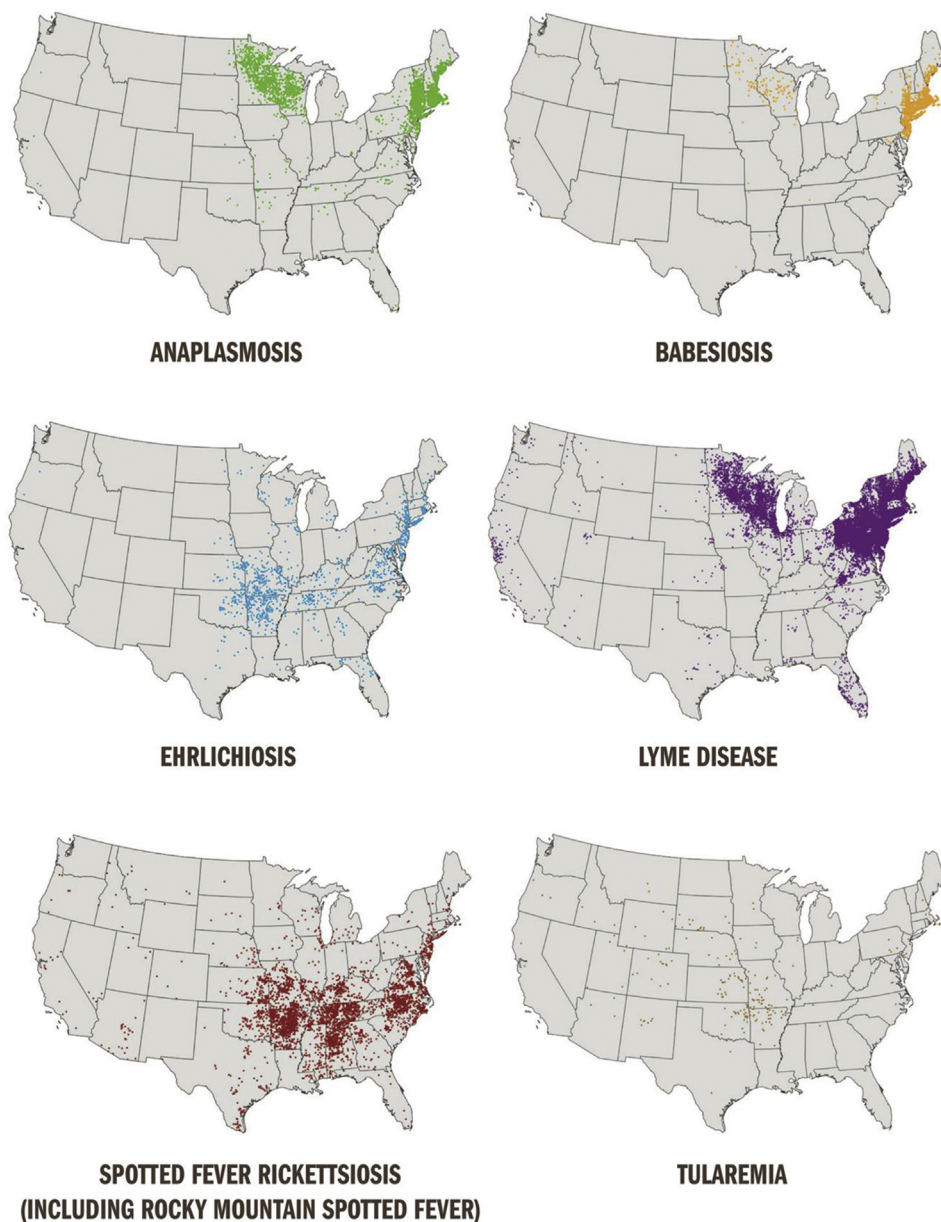 ANAPLASMOSIS
BABESIOSIS
EHRLICHIOSIS
LYME DISEASE
SPOTTED FEVER RICKETTSIOSIS
(INCLUDING ROCKY MOUNTAIN SPOTTED FEVER)
TULAREMIA